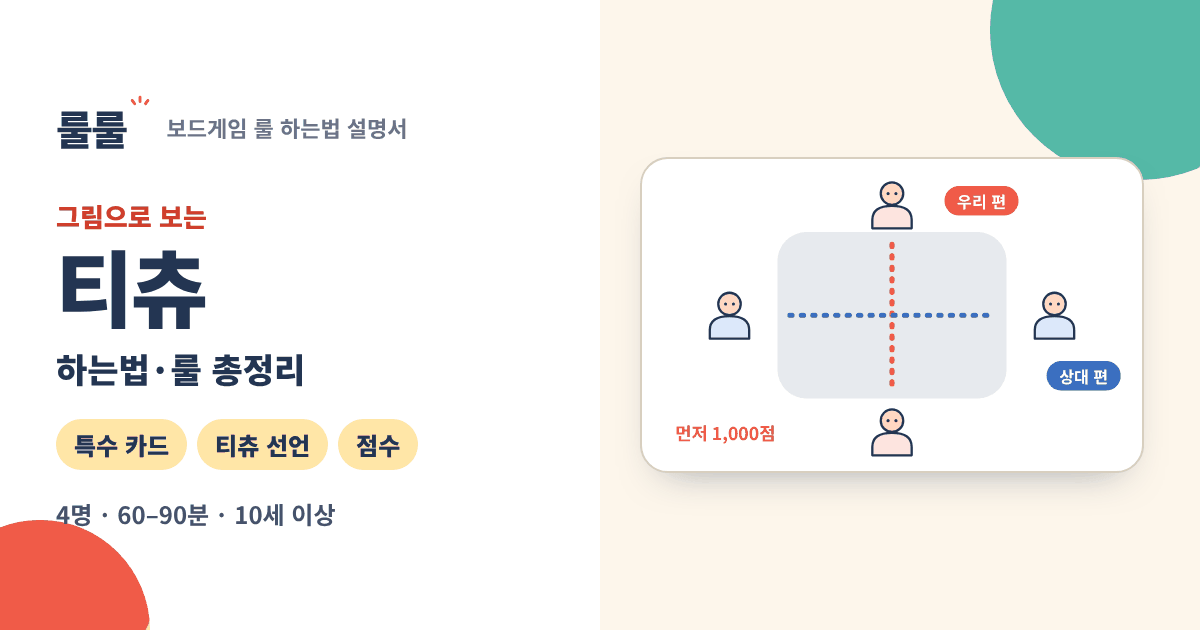 룰룰 보드게임 룰 하는법 설명서
그림으로 보는
티츄
하는법·룰 총정리
특수 카드 티츄 선언 점수
4명 · 60–90분 · 10세 이상
우리 편
상대 편
먼저 1,000점